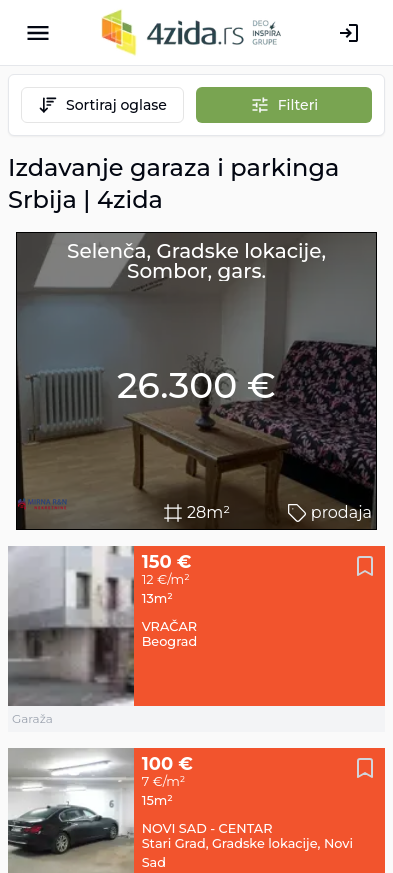 4zida.rs
DEO
INSPIRA
GRUPE
Sortiraj oglase
Filteri
Izdavanje garaza i parkinga
Srbija | 4zida
Selenča, Gradske lokacije,
Sombor, gars.
26.300 €
28m²
prodaja
150 €
12 €/m²
13m²
VRAČAR
Beograd
Garaža
100 €
7 €/m²
15m²
NOVI SAD - CENTAR
Stari Grad, Gradske lokacije, Novi
Sad